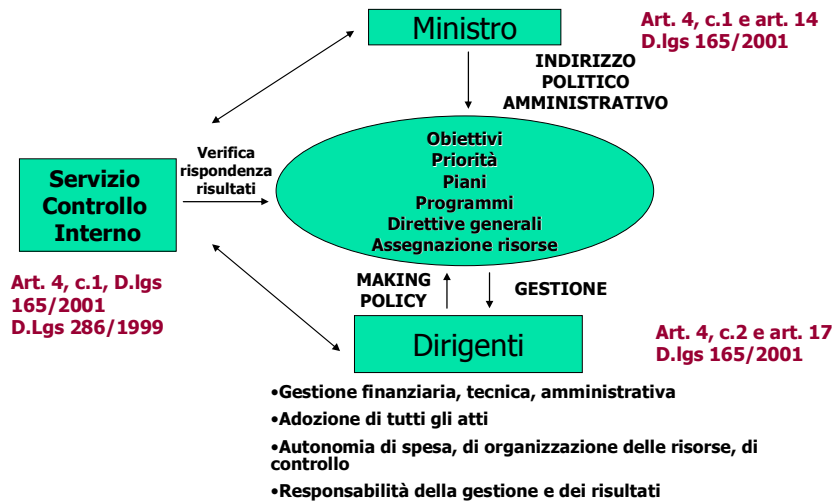 Ministro
Art. 4, c.1 e art. 14
D.lgs 165/2001
INDIRIZZO
POLITICO
AMMINISTRATIVO
Obiettivi
Priorità
Piani
Programmi
Direttive generali
Assegnazione risorse
Verifica
rispondenza
risultati
Servizio
Controllo
Interno
Art. 4, c.1, D.lgs
165/2001
D.Lgs 286/1999
MAKING
POLICY
GESTIONE
Dirigenti
Art. 4, c.2 e art. 17
D.lgs 165/2001
•Gestione finanziaria, tecnica, amministrativa
•Adozione di tutti gli atti
•Autonomia di spesa, di organizzazione delle risorse, di
controllo
•Responsabilità della gestione e dei risultati